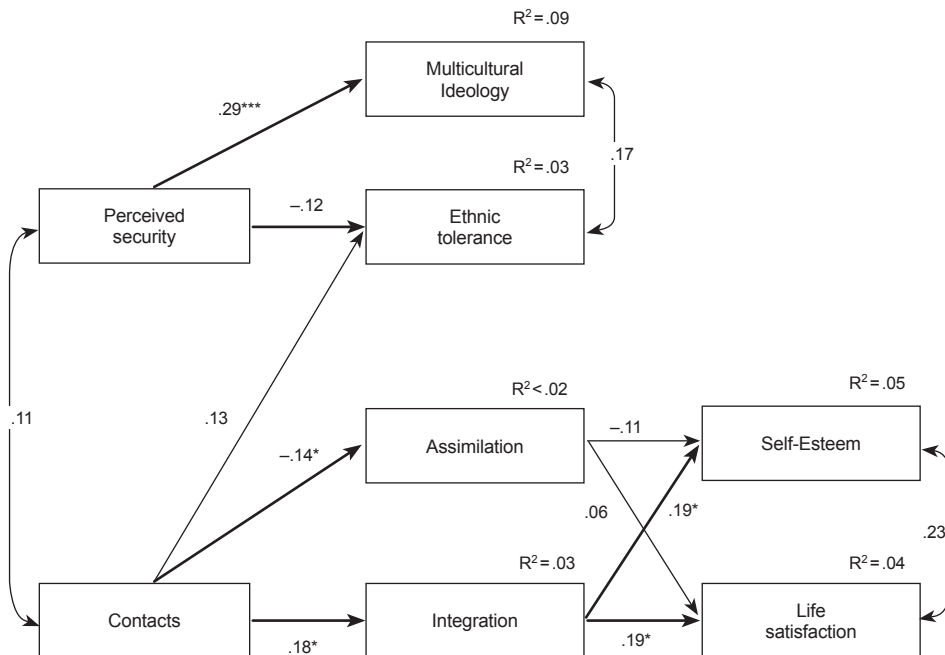 R² = .09
Multicultural
Ideology
.29***
.17
R² = .03
Perceived
security
–.12
Ethnic
tolerance
.11
.13
R² < .02
R² = .05
Assimilation
–.11
Self-Esteem
–.14*
.06
.19*
.23
R² = .03
R² = .04
Contacts
.18*
Integration
.19*
Life
satisfaction